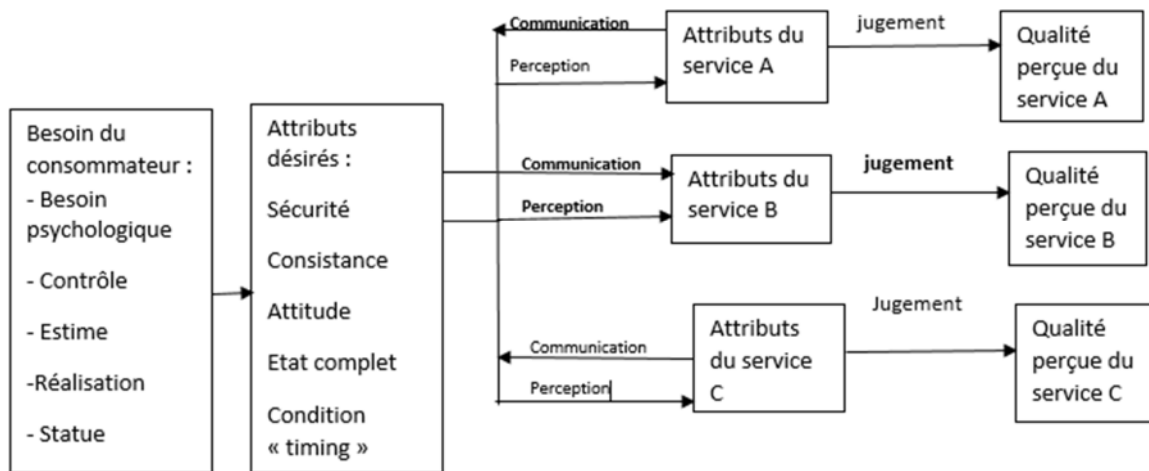 Besoin du
consommateur :
- Besoin
psychologique
- Contrôle
- Estime
-Réalisation
- Statue
Attributs
désirés :
Sécurité
Consistance
Attitude
Etat complet
Condition
« timing »
Communication
Perception
Attributs du
service A
jugement
Qualité
perçue du
service A
Communication
Perception
Attributs du
service B
jugement
Qualité
perçue du
service B
Communication
Perception
Attributs
du service
C
Jugement
Qualité
perçue du
service C